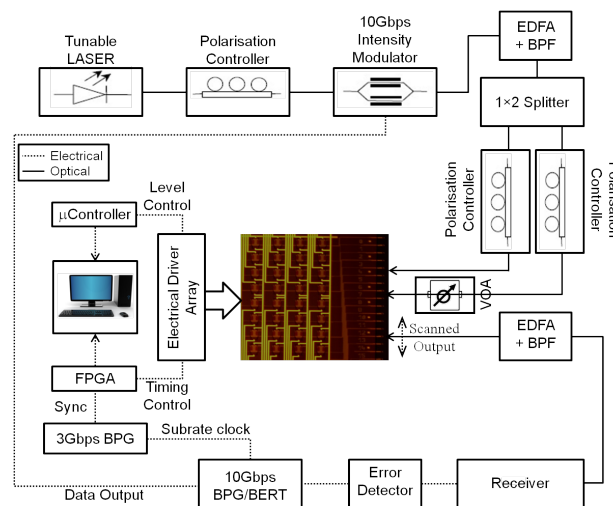 Tunable
LASER
Polarisation
Controller
10Gbps
Intensity
Modulator
EDFA
+ BPF
1×2 Splitter
Electrical
Optical
Level
Control
μController
Polarisation
Controller
Polarisation
Controller
Electrical Driver
Array
VOA
Scanned
Output
EDFA
+ BPF
FPGA
Timing
Control
Sync
3Gbps BPG
Subrate clock
Data Output
10Gbps
BPG/BERT
Error
Detector
Receiver